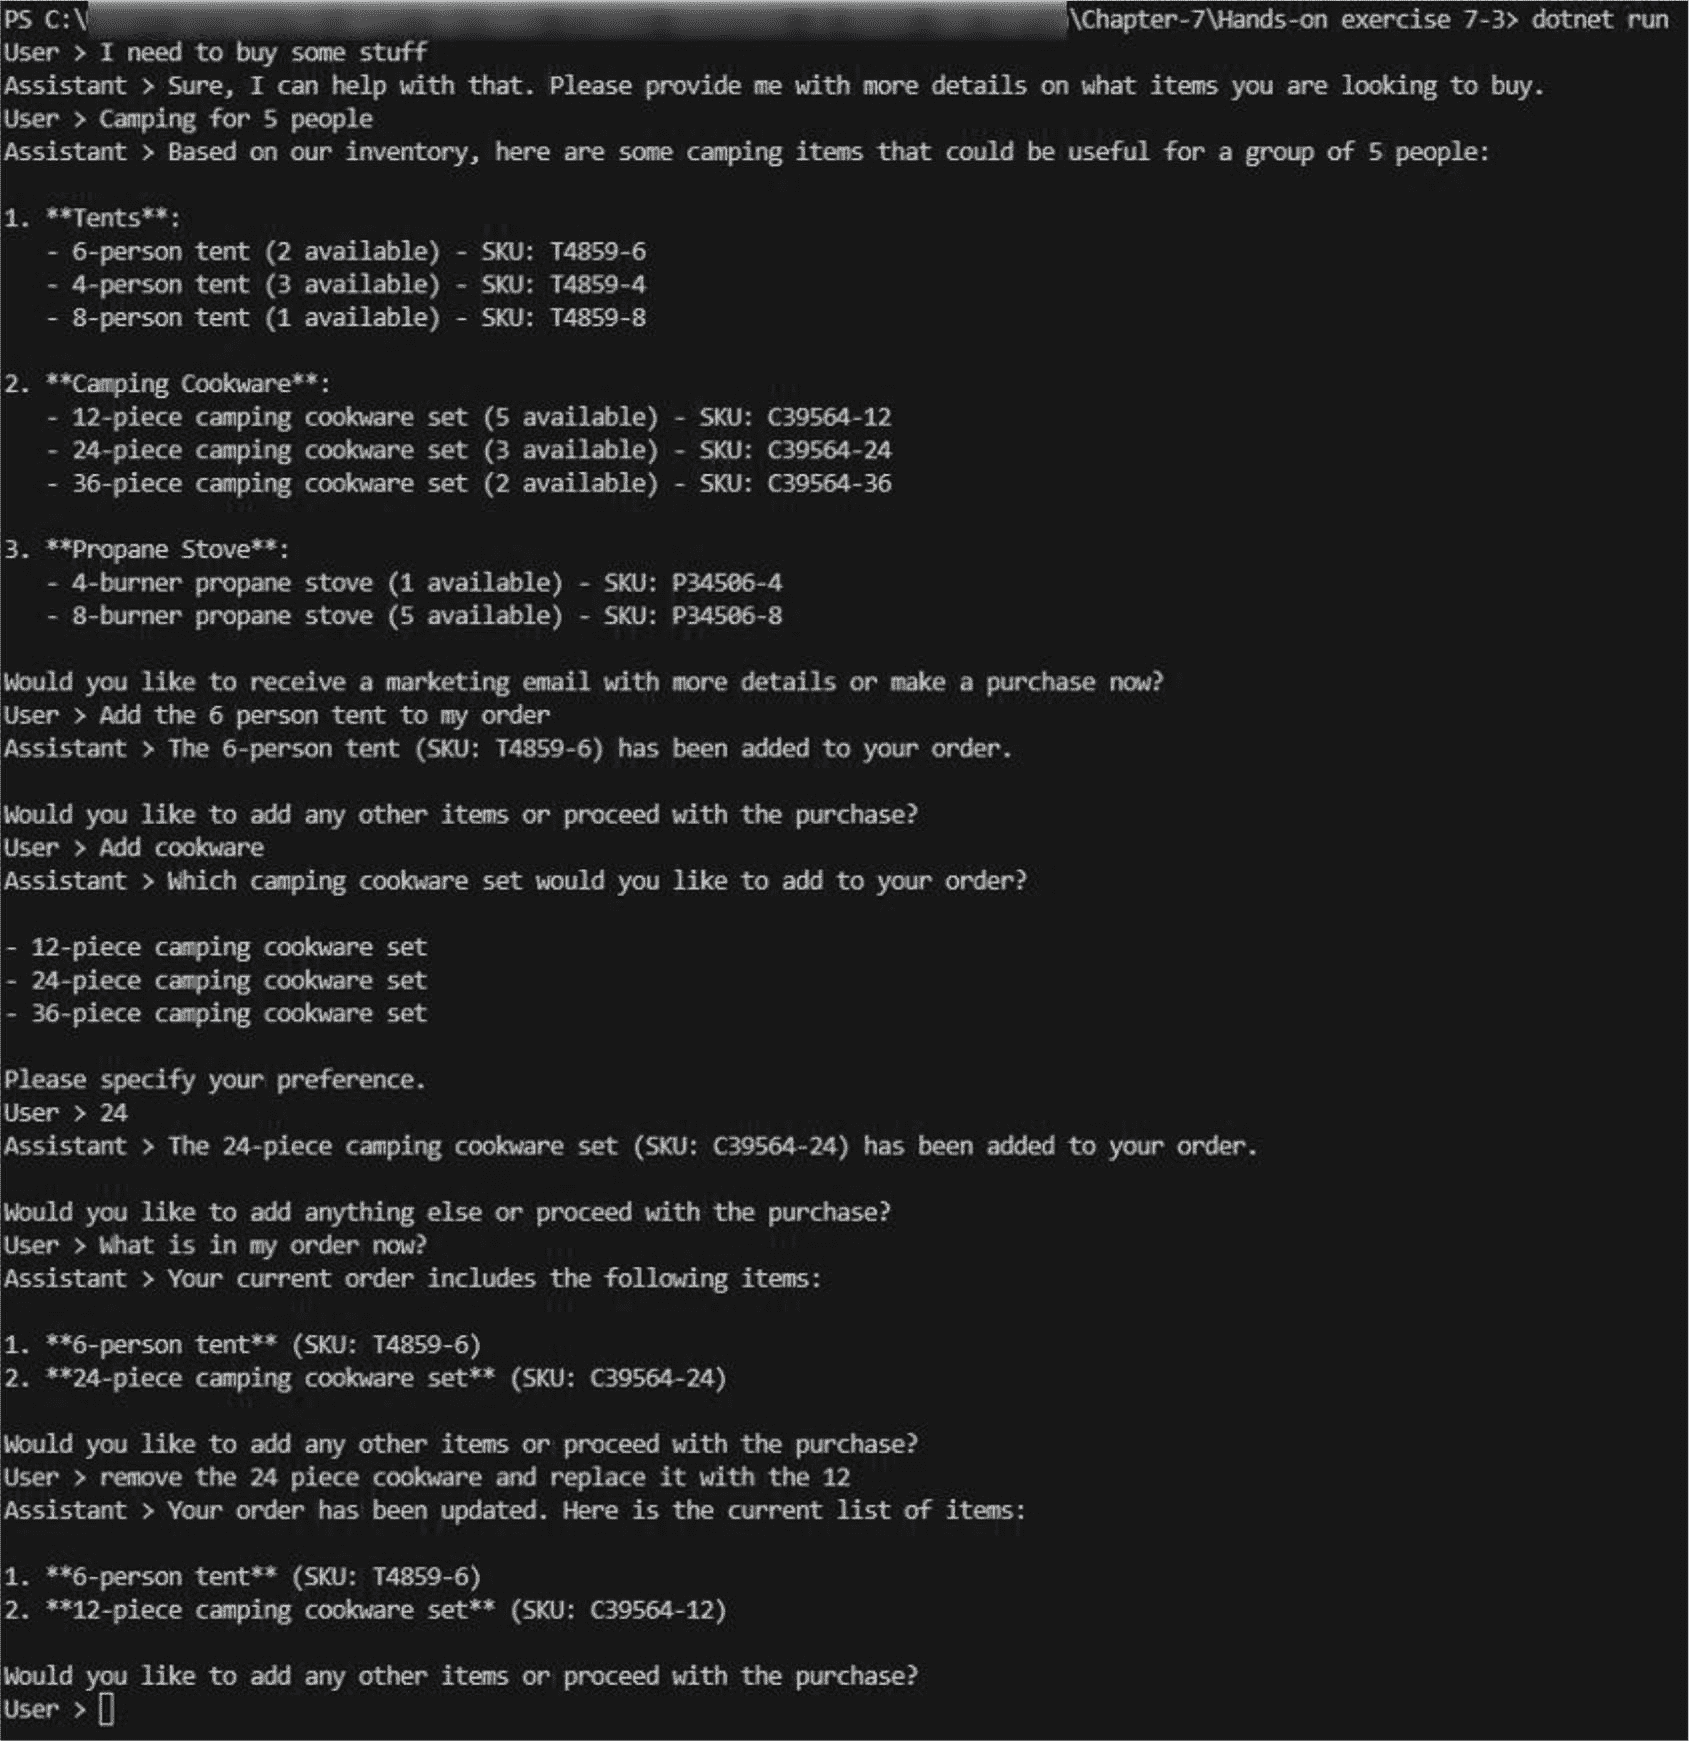 PS C:\ \Chapter-7\Hands-on exercise 7-3> dotnet run
User > I need to buy some stuff
Assistant > Sure, I can help with that. Please provide me with more details on what items you are looking to buy.
User > Camping for 5 people
Assistant > Based on our inventory, here are some camping items that could be useful for a group of 5 people:
1. **Tents**:
- 6-person tent (2 available) - SKU: T4859-6
- 4-person tent (3 available) - SKU: T4859-4
- 8-person tent (1 available) - SKU: T4859-8
2. **Camping Cookware**:
- 12-piece camping cookware set (5 available) - SKU: C39564-12
- 24-piece camping cookware set (3 available) - SKU: C39564-24
- 36-piece camping cookware set (2 available) - SKU: C39564-36
3. **Propane Stove**:
- 4-burner propane stove (1 available) - SKU: P34506-4
- 8-burner propane stove (5 available) - SKU: P34506-8
Would you like to receive a marketing email with more details or make a purchase now?
User > Add the 6 person tent to my order
Assistant > The 6-person tent (SKU: T4859-6) has been added to your order.
Would you like to add any other items or proceed with the purchase?
User > Add cookware
Assistant > Which camping cookware set would you like to add to your order?
- 12-piece camping cookware set
- 24-piece camping cookware set
- 36-piece camping cookware set
Please specify your preference.
User > 24
Assistant > The 24-piece camping cookware set (SKU: C39564-24) has been added to your order.
Would you like to add anything else or proceed with the purchase?
User > What is in my order now?
Assistant > Your current order includes the following items:
1. **6-person tent** (SKU: T4859-6)
2. **24-piece camping cookware set** (SKU: C39564-24)
Would you like to add any other items or proceed with the purchase?
User > remove the 24 piece cookware and replace it with the 12
Assistant > Your order has been updated. Here is the current list of items:
1. **6-person tent** (SKU: T4859-6)
2. **12-piece camping cookware set** (SKU: C39564-12)
Would you like to add any other items or proceed with the purchase?
User >